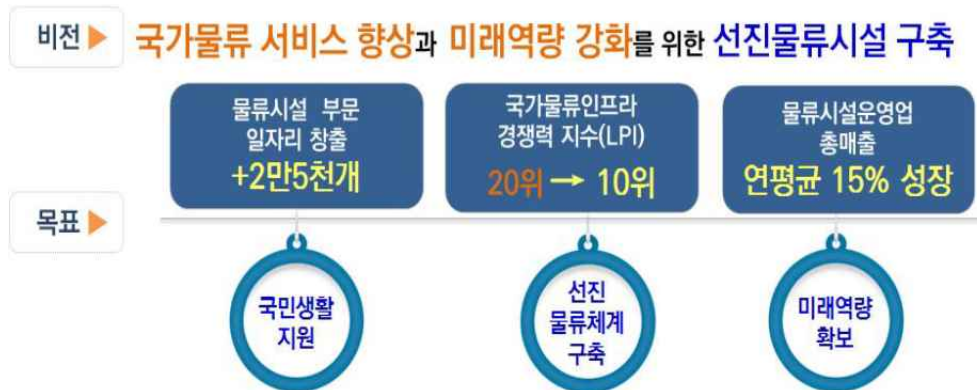 비전 ▶ 국가물류 서비스 향상과 미래역량 강화를 위한 선진물류시설 구축
물류시설 부문
일자리 창출
+2만5천개
국가물류인프라
경쟁력 지수(LPI)
20위 → 10위
물류시설운영업
총매출
연평균 15% 성장
목표 ▶
국민생활
지원
선진
물류체계
구축
미래역량
확보